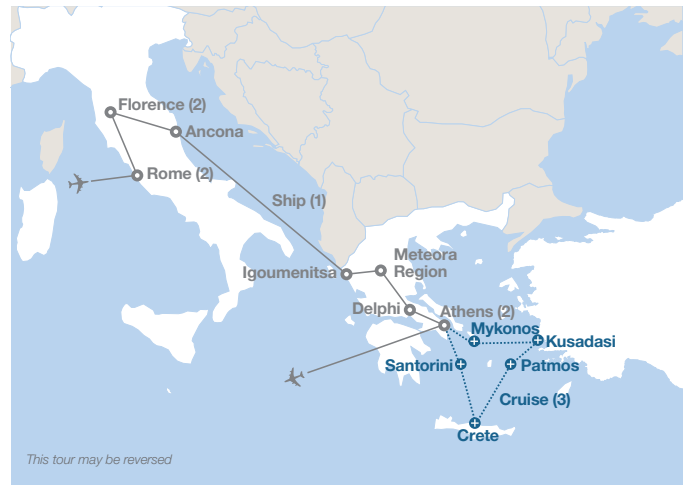 Florence (2)
Ancona
Rome (2)
Ship (1)
Meteora
Region
Igoumenitsa
Delphi
Athens (2)
Mykonos
Kusadasi
Santorini
Patmos
Cruise (3)
Crete
This tour may be reversed